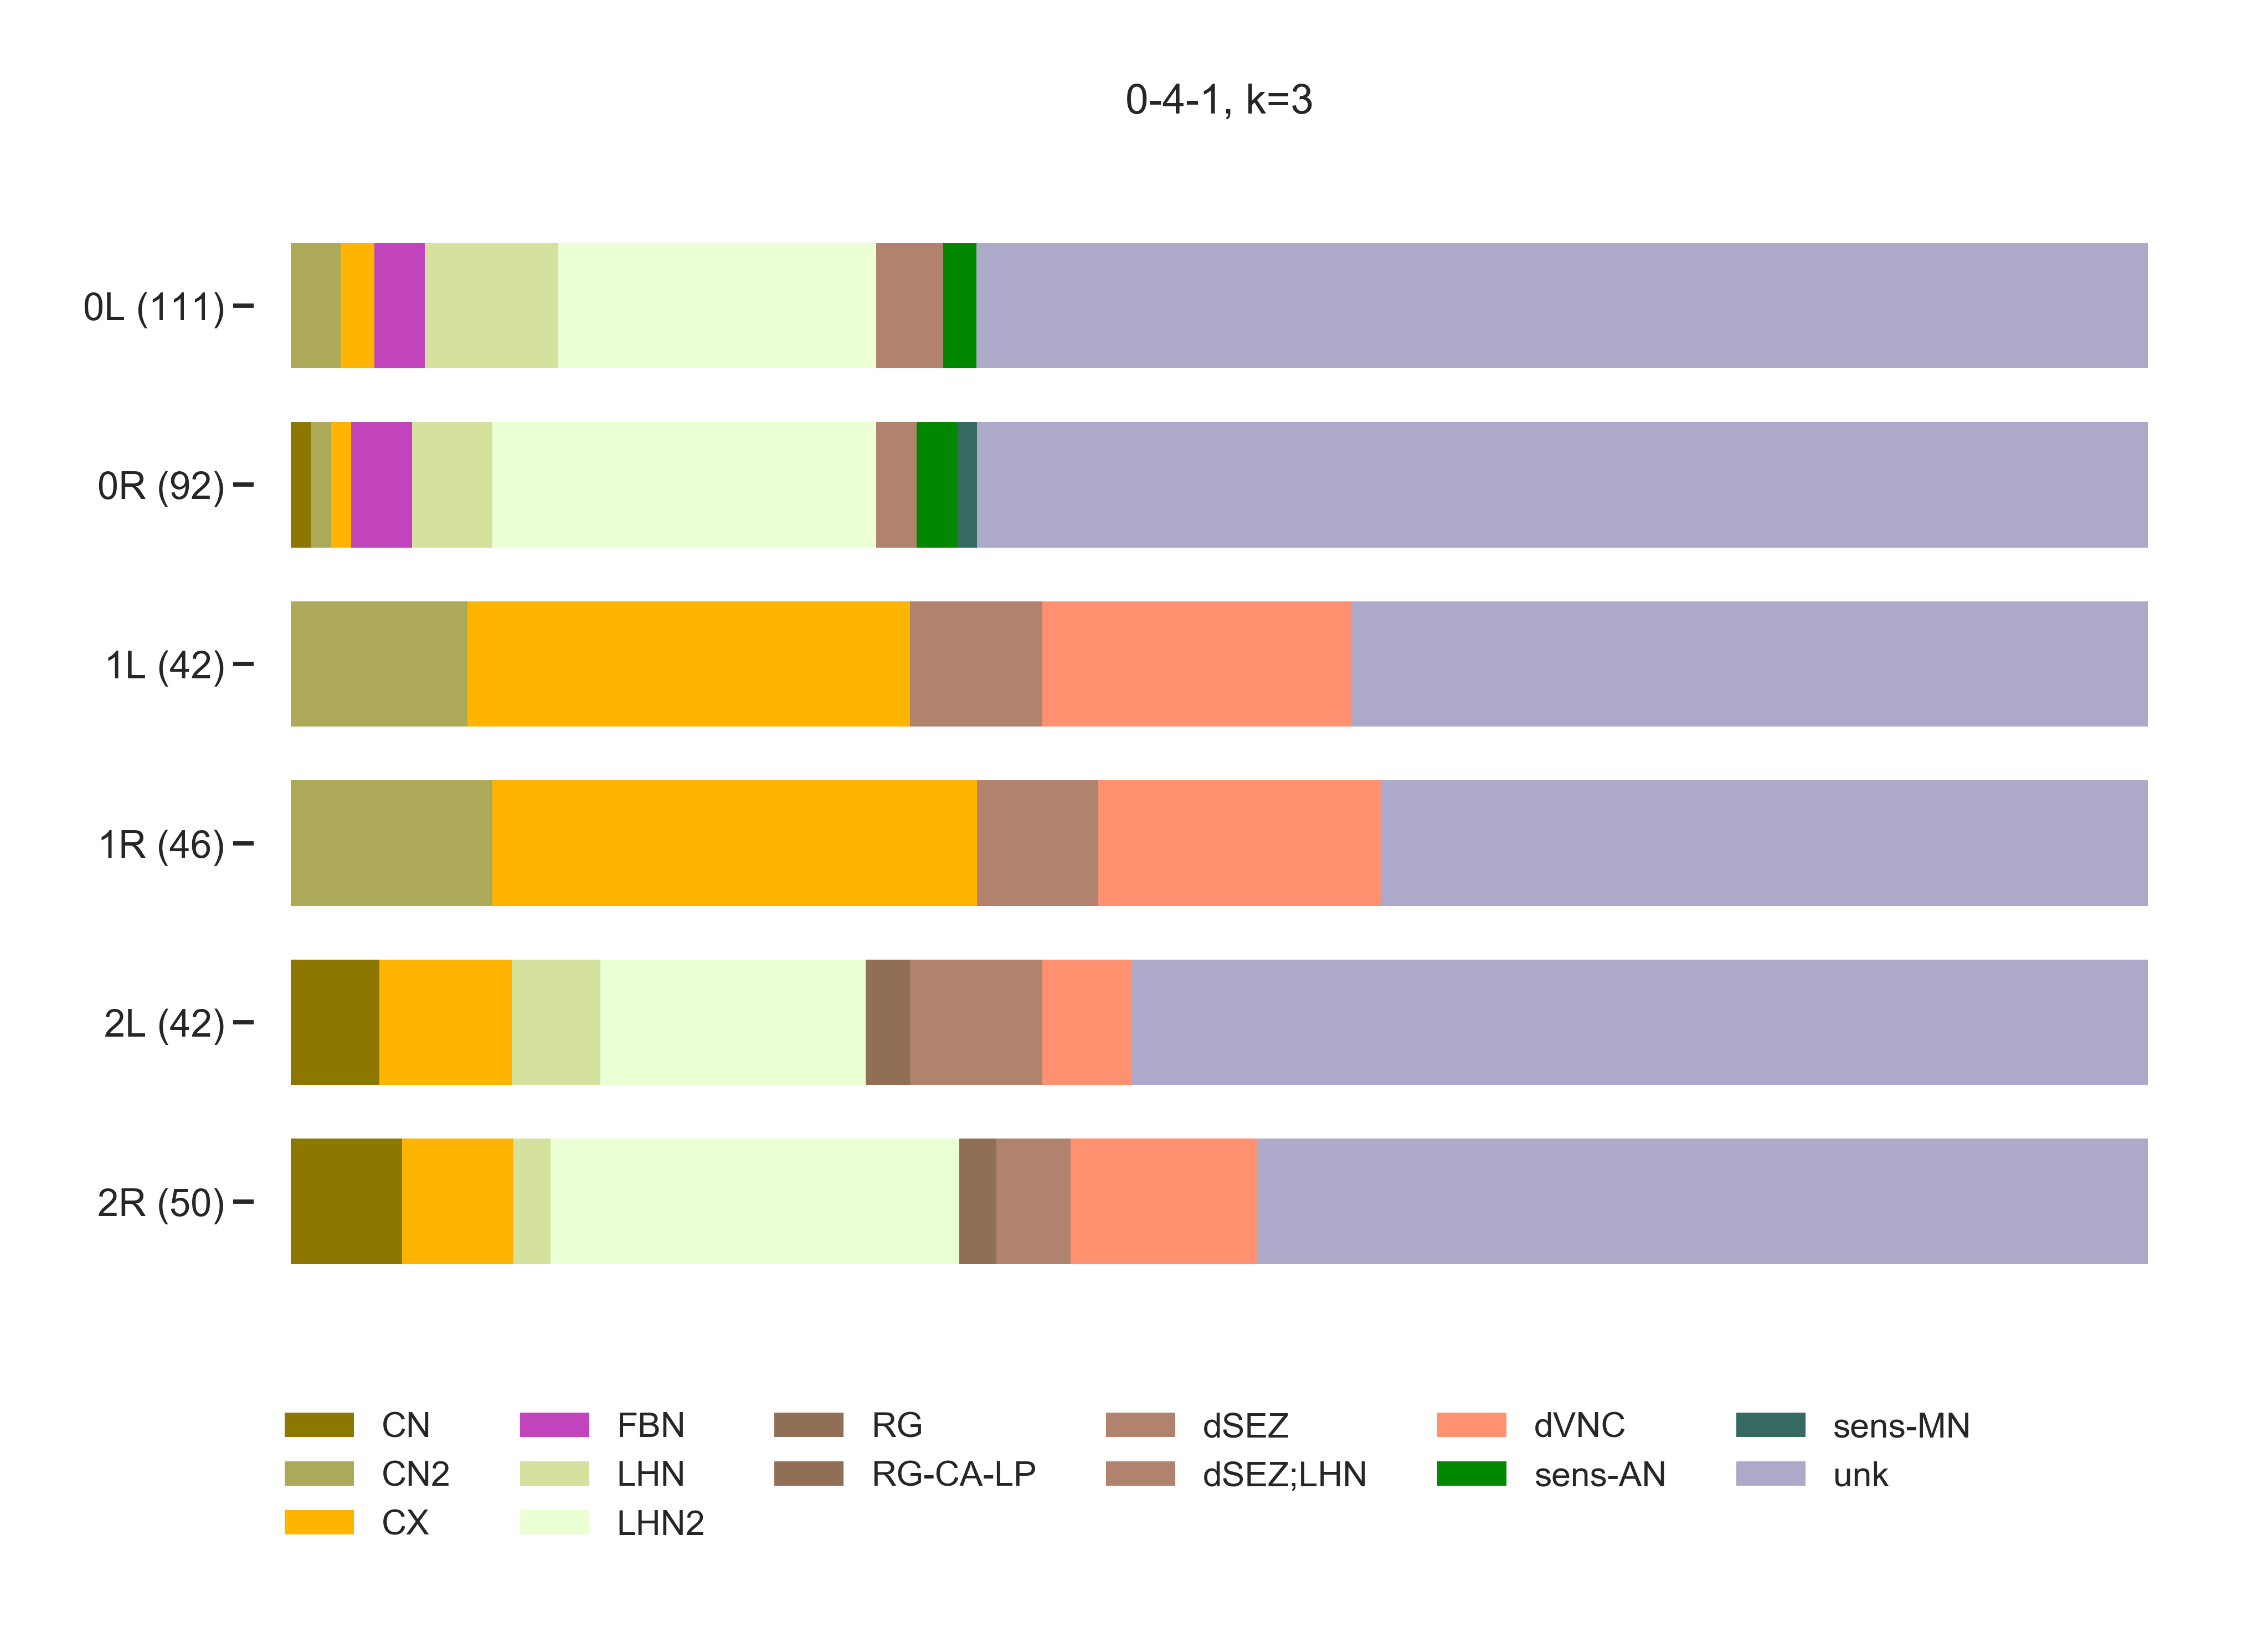 0-4-1, k=3
0L (111)
0R (92)
1L (42)
1R (46)
2L (42)
2R (50)
CN FBN RG dSEZ dVNC sens-MN
CN2 LHN RG-CA-LP dSEZ;LHN sens-AN unk
CX LHN2